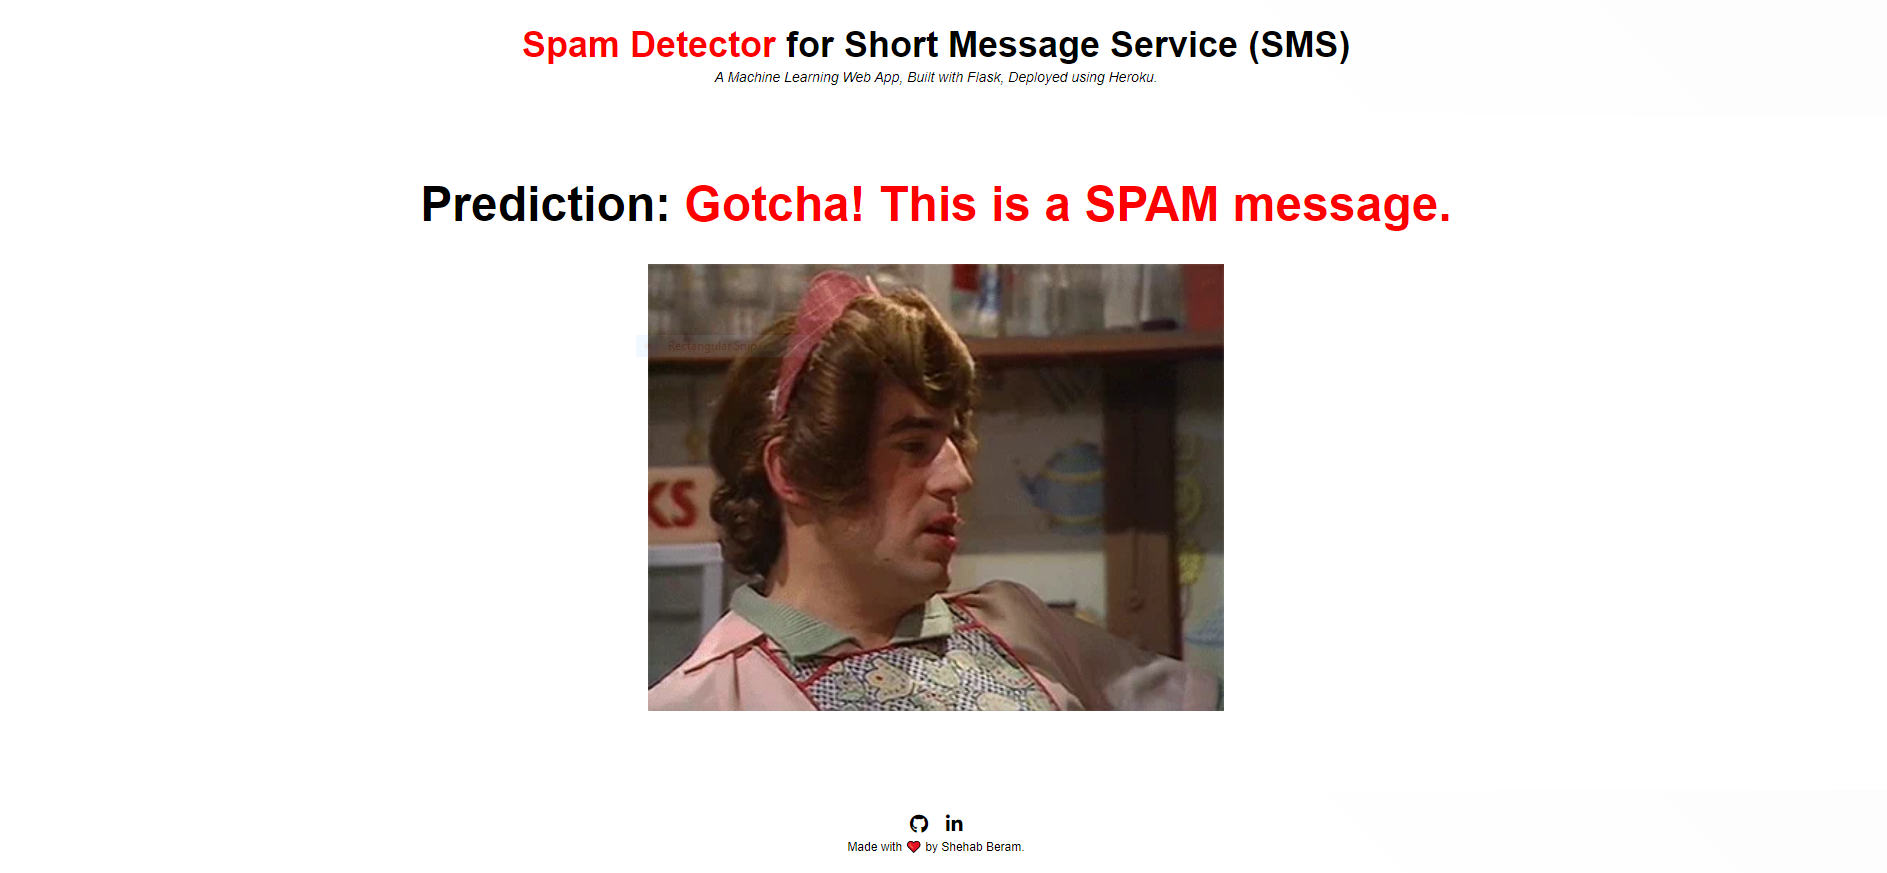 Spam Detector for Short Message Service (SMS)
A Machine Learning Web App, Built with Flask, Deployed using Heroku.
Prediction: Gotcha! This is a SPAM message.
Rectangular Snip
KS
in
Made with ❤ by Shehab Beram.